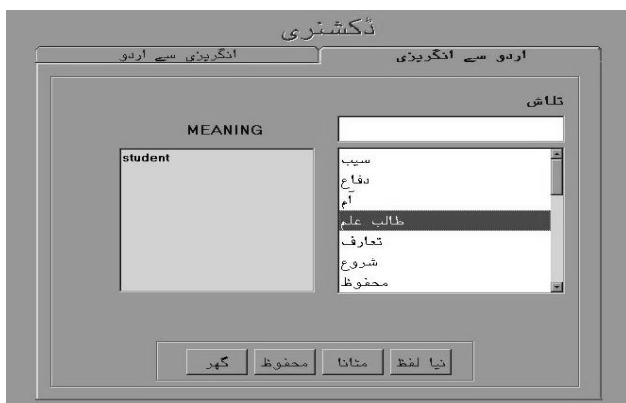 ڈکشنری
اردو سے انگریزی
انگریزی سے اردو
تلاش
MEANING
سیب
دفاع
آم
طالب علم
تعارف
شروع
محفوظ
student
نیا لفظ
مٹانا
محفوظ
گھر